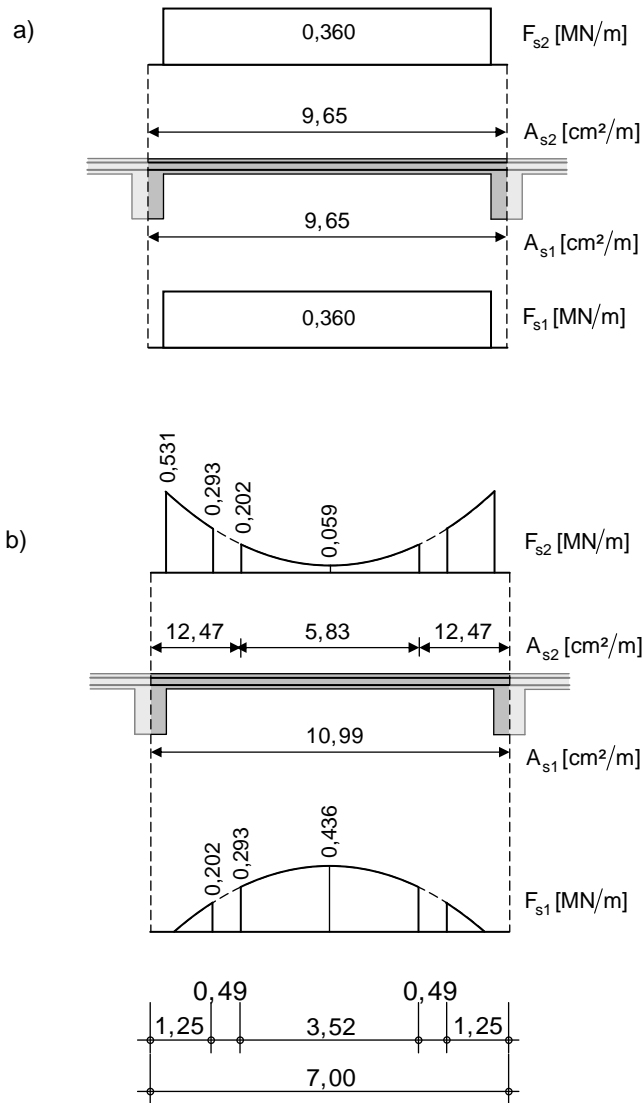 a)
0,360 F_s2 [MN/m]
9,65 A_s2 [cm²/m]
9,65 A_s1 [cm²/m]
0,360 F_s1 [MN/m]
b)
0,531 0,293 0,202 0,059 F_s2 [MN/m]
12,47 5,83 12,47 A_s2 [cm²/m]
10,99 A_s1 [cm²/m]
0,202 0,293 0,436 F_s1 [MN/m]
0,49 0,49
1,25 3,52 1,25
7,00